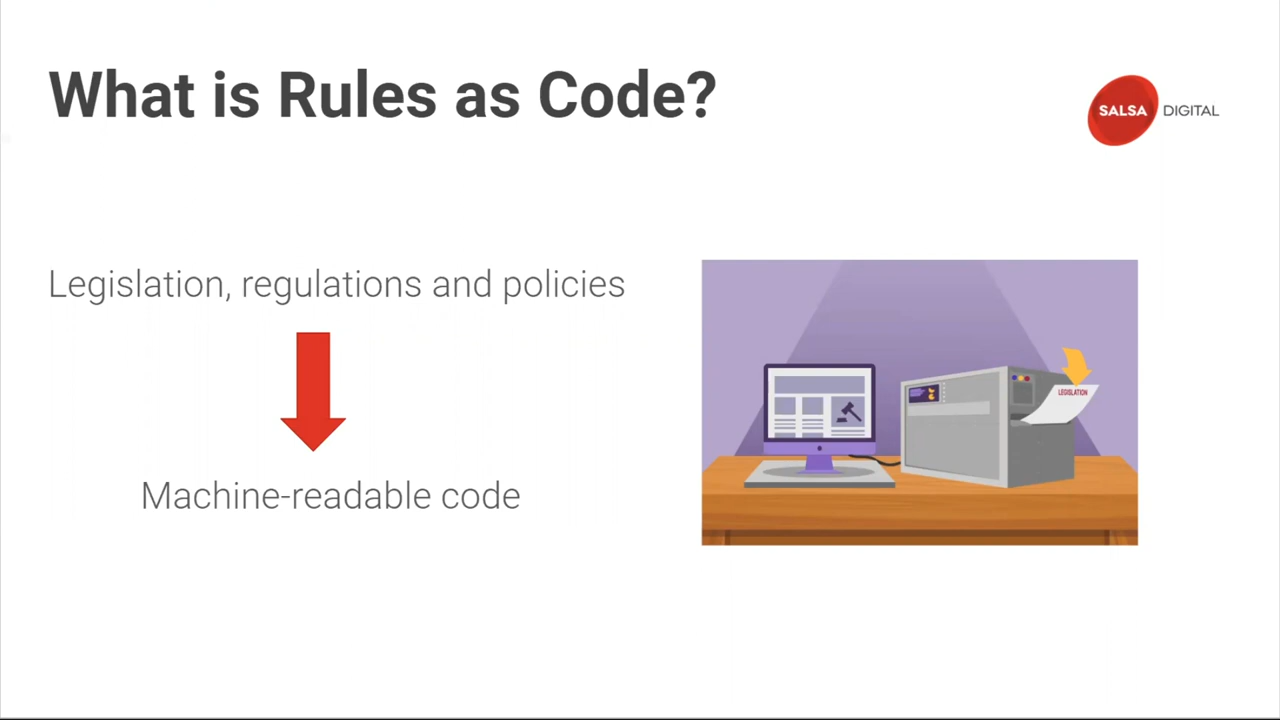 What is Rules as Code?
SALSA DIGITAL
Legislation, regulations and policies
Machine-readable code
LEGISLATION